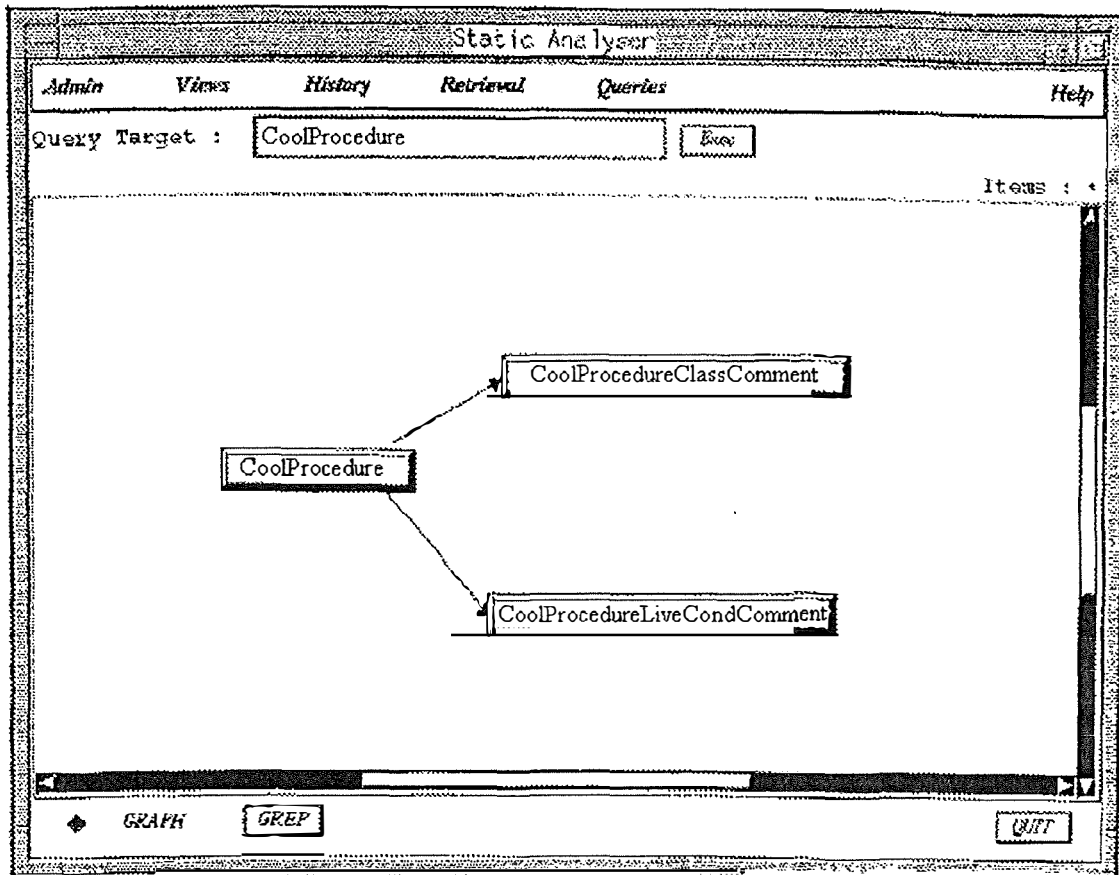 Static Analyser
Admin Views History Retrieval Queries Help
Query Target : CoolProcedure Exec
Items :
CoolProcedureClassComment
CoolProcedure
CoolProcedureLiveCondComment
GRAPH GREP QUIT